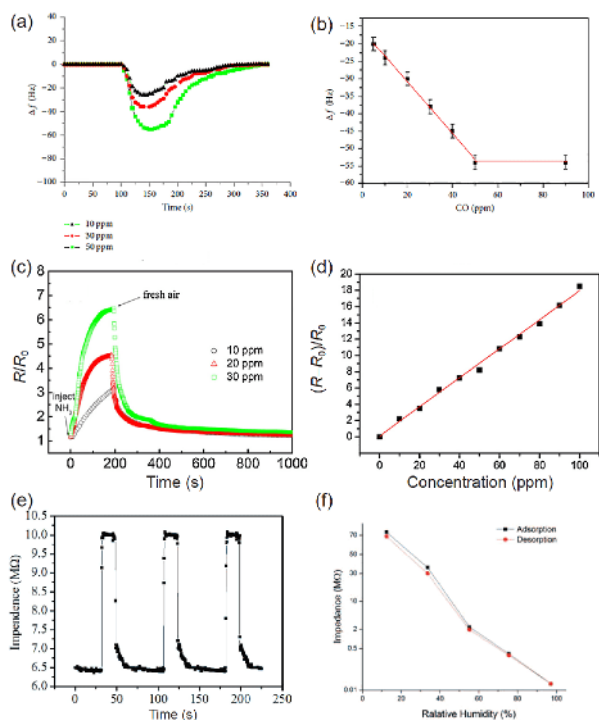 (a)
0
−20
−40
−60
−80
−100
Δf (Hz)
0 50 100 150 200 250 300 350 400
Time (s)
10 ppm
30 ppm
50 ppm
(b)
−15
−20
−25
−30
−35
−40
−45
−50
−55
−60
Δf (Hz)
0 20 40 60 80 100
CO (ppm)
(c)
8
7
6
5
4
3
2
1
R/R0
fresh air
10 ppm
20 ppm
30 ppm
inject
NH3
0 200 400 600 800 1000
Time (s)
(d)
20
18
16
14
12
10
8
6
4
2
0
(R R0)/R0
0 20 40 60 80 100
Concentration (ppm)
(e)
10.5
10.0
9.5
9.0
8.5
8.0
7.5
7.0
6.5
6.0
Impendence (MΩ)
0 50 100 150 200 250
Time (s)
(f)
Adsorption
Desorption
70
30
2
0.5
0.01
Impedance (MΩ)
20 40 60 80 100
Ralative Humidity (%)